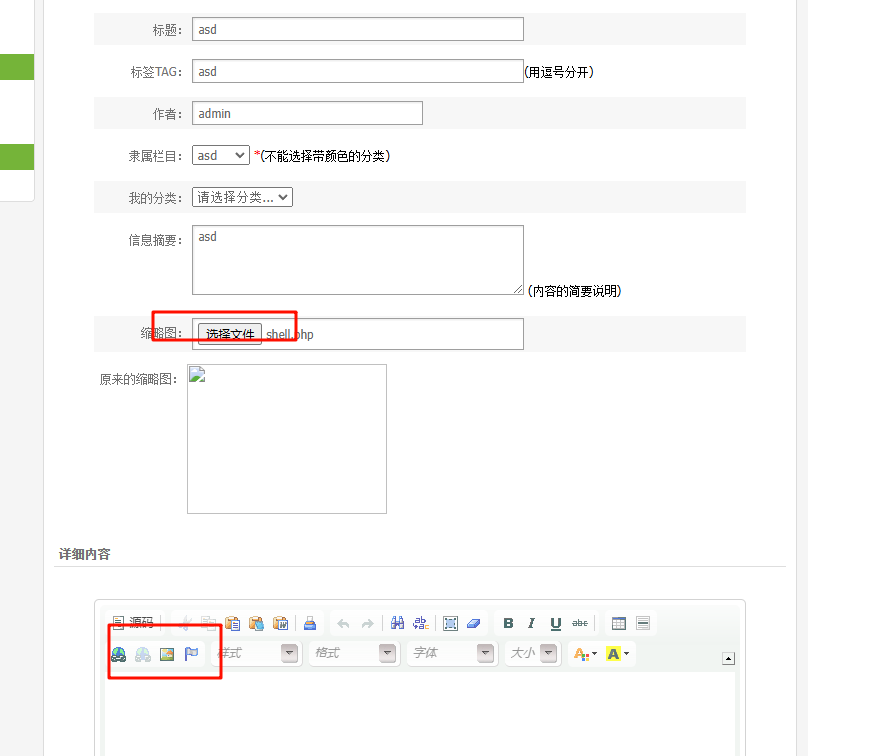 标题: asd
标签TAG: asd (用逗号分开)
作者: admin
隶属栏目: asd *(不能选择带颜色的分类)
我的分类: 请选择分类...
信息摘要: asd (内容的简要说明)
缩略图: 选择文件 shell.php
原来的缩略图:
详细内容
源码 B I U abc
样式 格式 字体 大小 A A